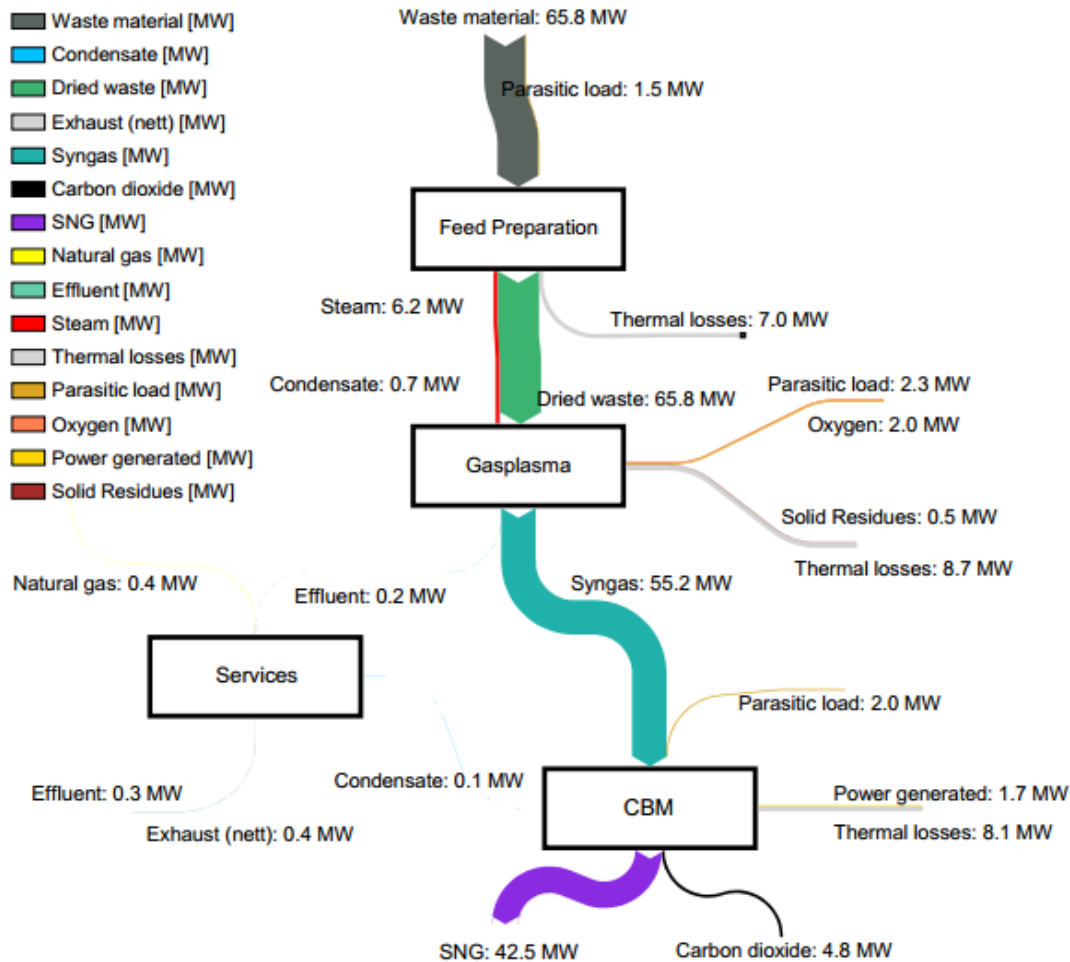 Waste material [MW]
Condensate [MW]
Dried waste [MW]
Exhaust (nett) [MW]
Syngas [MW]
Carbon dioxide [MW]
SNG [MW]
Natural gas [MW]
Effluent [MW]
Steam [MW]
Thermal losses [MW]
Parasitic load [MW]
Oxygen [MW]
Power generated [MW]
Solid Residues [MW]
Waste material: 65.8 MW
Parasitic load: 1.5 MW
Feed Preparation
Steam: 6.2 MW
Thermal losses: 7.0 MW
Condensate: 0.7 MW
Dried waste: 65.8 MW
Parasitic load: 2.3 MW
Oxygen: 2.0 MW
Gasplasma
Solid Residues: 0.5 MW
Thermal losses: 8.7 MW
Natural gas: 0.4 MW
Effluent: 0.2 MW
Syngas: 55.2 MW
Services
Parasitic load: 2.0 MW
Effluent: 0.3 MW
Exhaust (nett): 0.4 MW
Condensate: 0.1 MW
CBM
Power generated: 1.7 MW
Thermal losses: 8.1 MW
SNG: 42.5 MW
Carbon dioxide: 4.8 MW